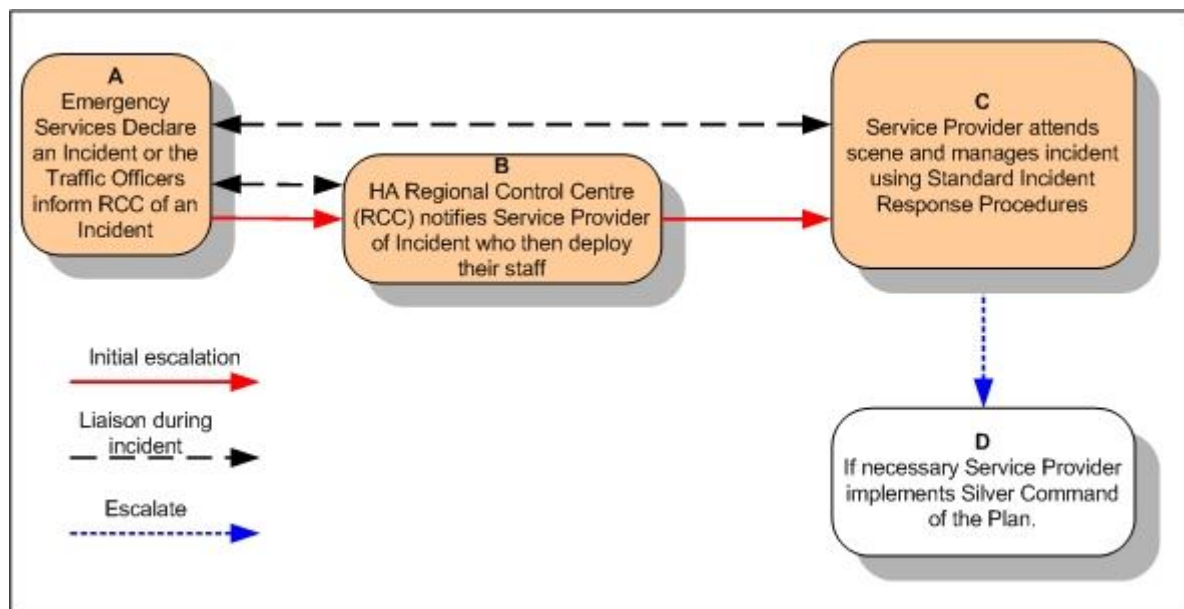 A
Emergency
Services Declare
an Incident or the
Traffic Officers
inform RCC of an
Incident
B
HA Regional Control Centre
(RCC) notifies Service Provider
of Incident who then deploy
their staff
C
Service Provider attends
scene and manages incident
using Standard Incident
Response Procedures
Initial escalation
Liaison during
incident
Escalate
D
If necessary Service Provider
implements Silver Command
of the Plan.